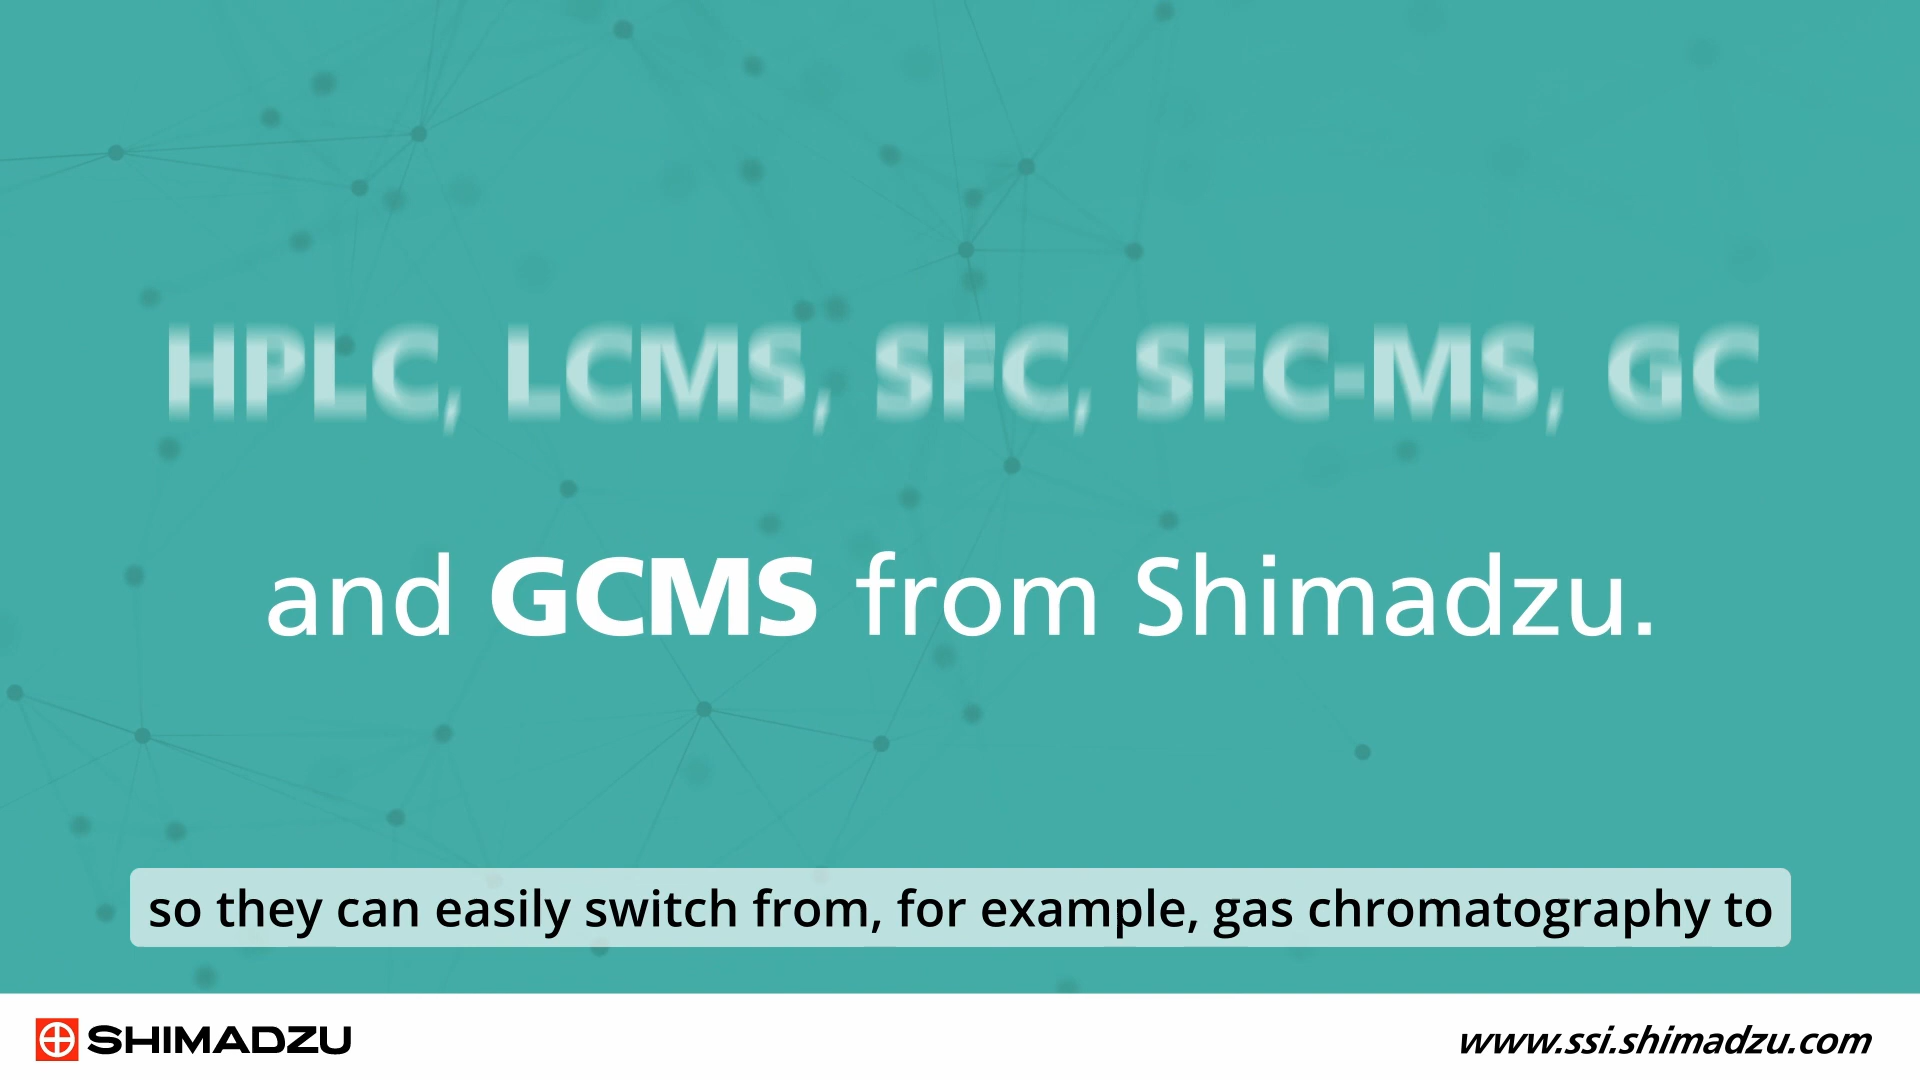 HPLC, LCMS, SFC, SFC-MS, GC
and GCMS from Shimadzu.
so they can easily switch from, for example, gas chromatography to
SHIMADZU
www.ssi.shimadzu.com